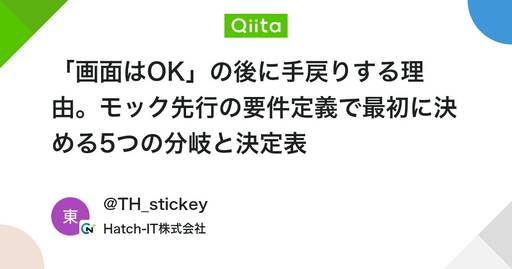 Qiita
「画面はOK」の後に手戻りする理
由。モック先行の要件定義で最初に決
める5つの分岐と決定表
東
@TH_stickey
Hatch-IT株式会社